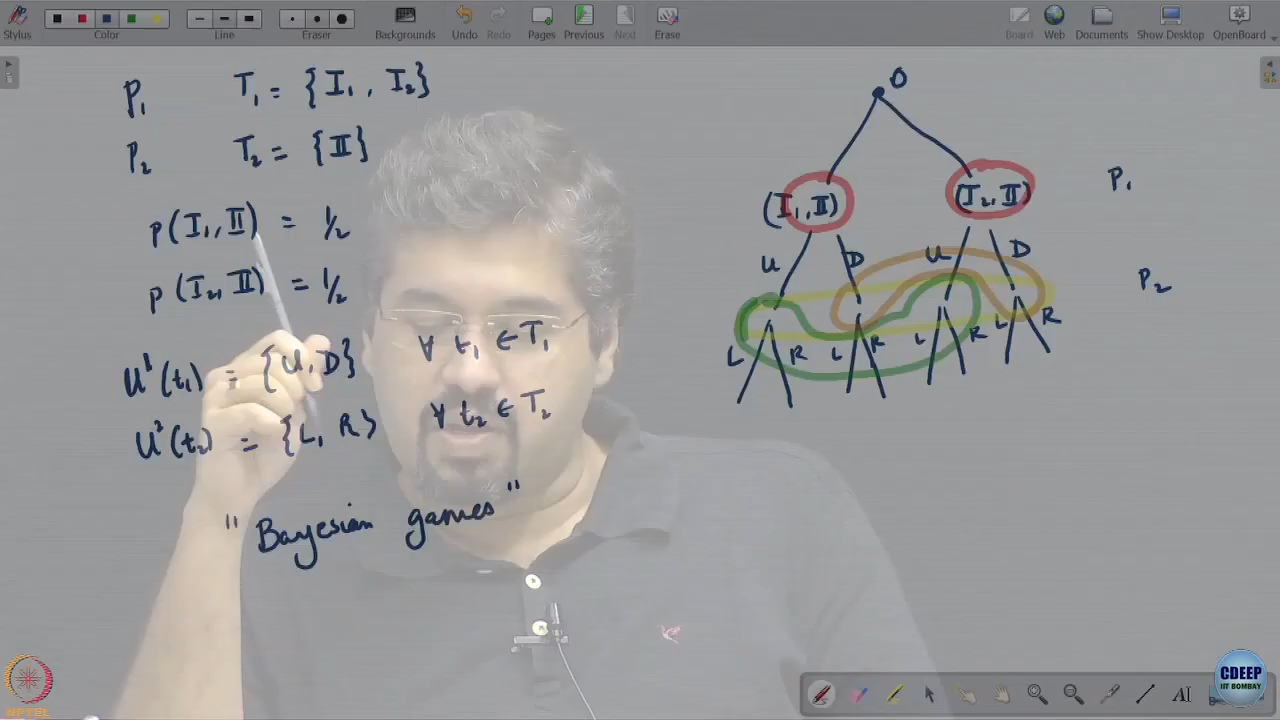 Stylus Color Line Eraser Backgrounds Undo Redo Pages Previous Next Erase Board Web Documents Show Desktop OpenBoard
P₁ T₁ = {I₁, I₂}
P₂ T₂ = {II}
p(I₁, II) = ½
p(I₂, II) = ½
U¹(t₁) = {U, D} ∀ t₁ ∈ T₁
U²(t₂) = {L, R} ∀ t₂ ∈ T₂
"Bayesian games"
0
(I₁, II) (I₂, II) P₁
U D U D
P₂
L R L R L R L R
NPTEL
CDEEP
IIT BOMBAY